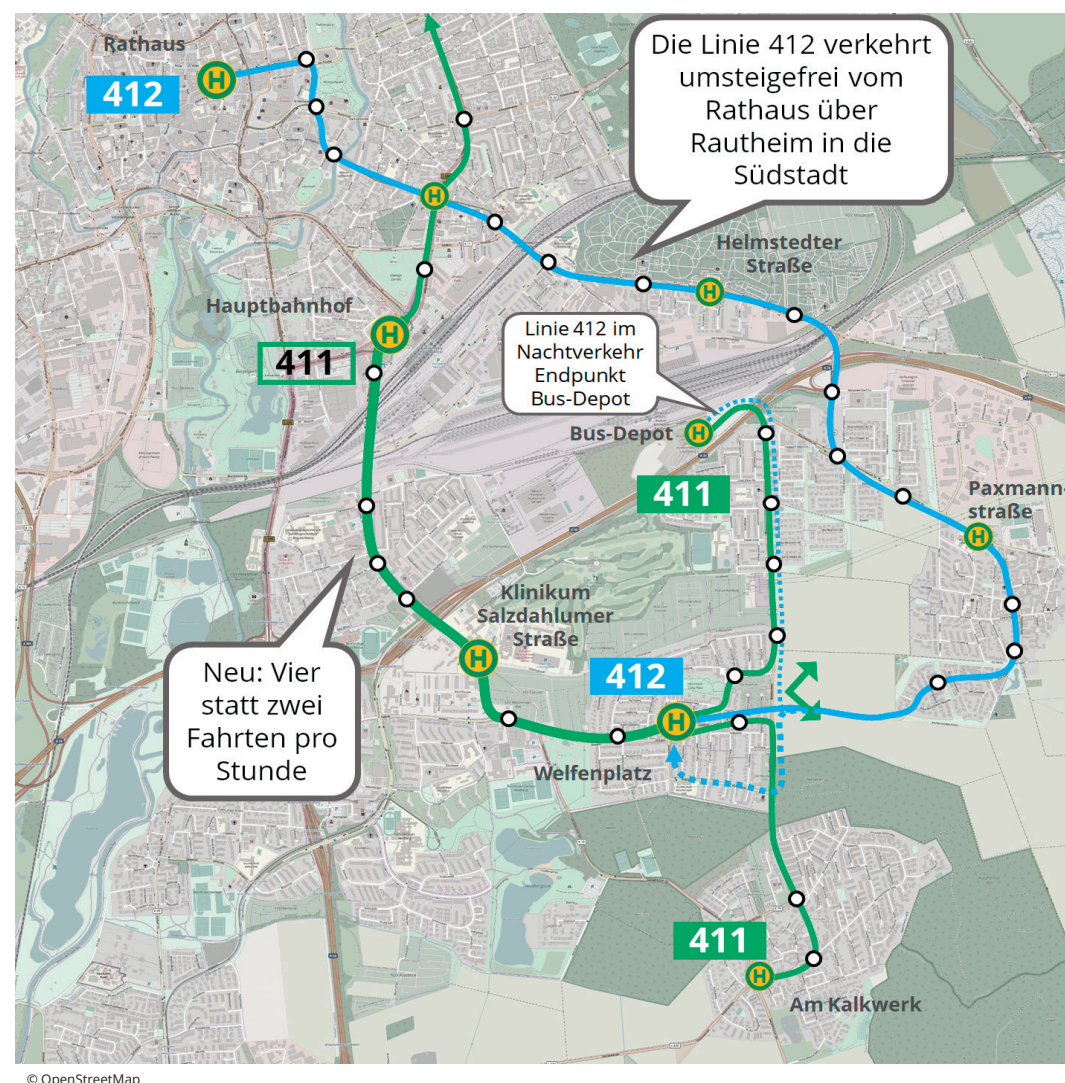 Rathaus
412
H
Die Linie 412 verkehrt
umsteigefrei vom
Rathaus über
Rautheim in die
Südstadt
H
Helmstedter
Straße
H
Hauptbahnhof
H
411
Linie 412 im
Nachtverkehr
Endpunkt
Bus-Depot
Bus-Depot
H
411
Paxmann-
straße
H
Klinikum
Salzdahlumer
Straße
H
412
H
Neu: Vier
statt zwei
Fahrten pro
Stunde
Welfenplatz
411
H
Am Kalkwerk
© OpenStreetMap